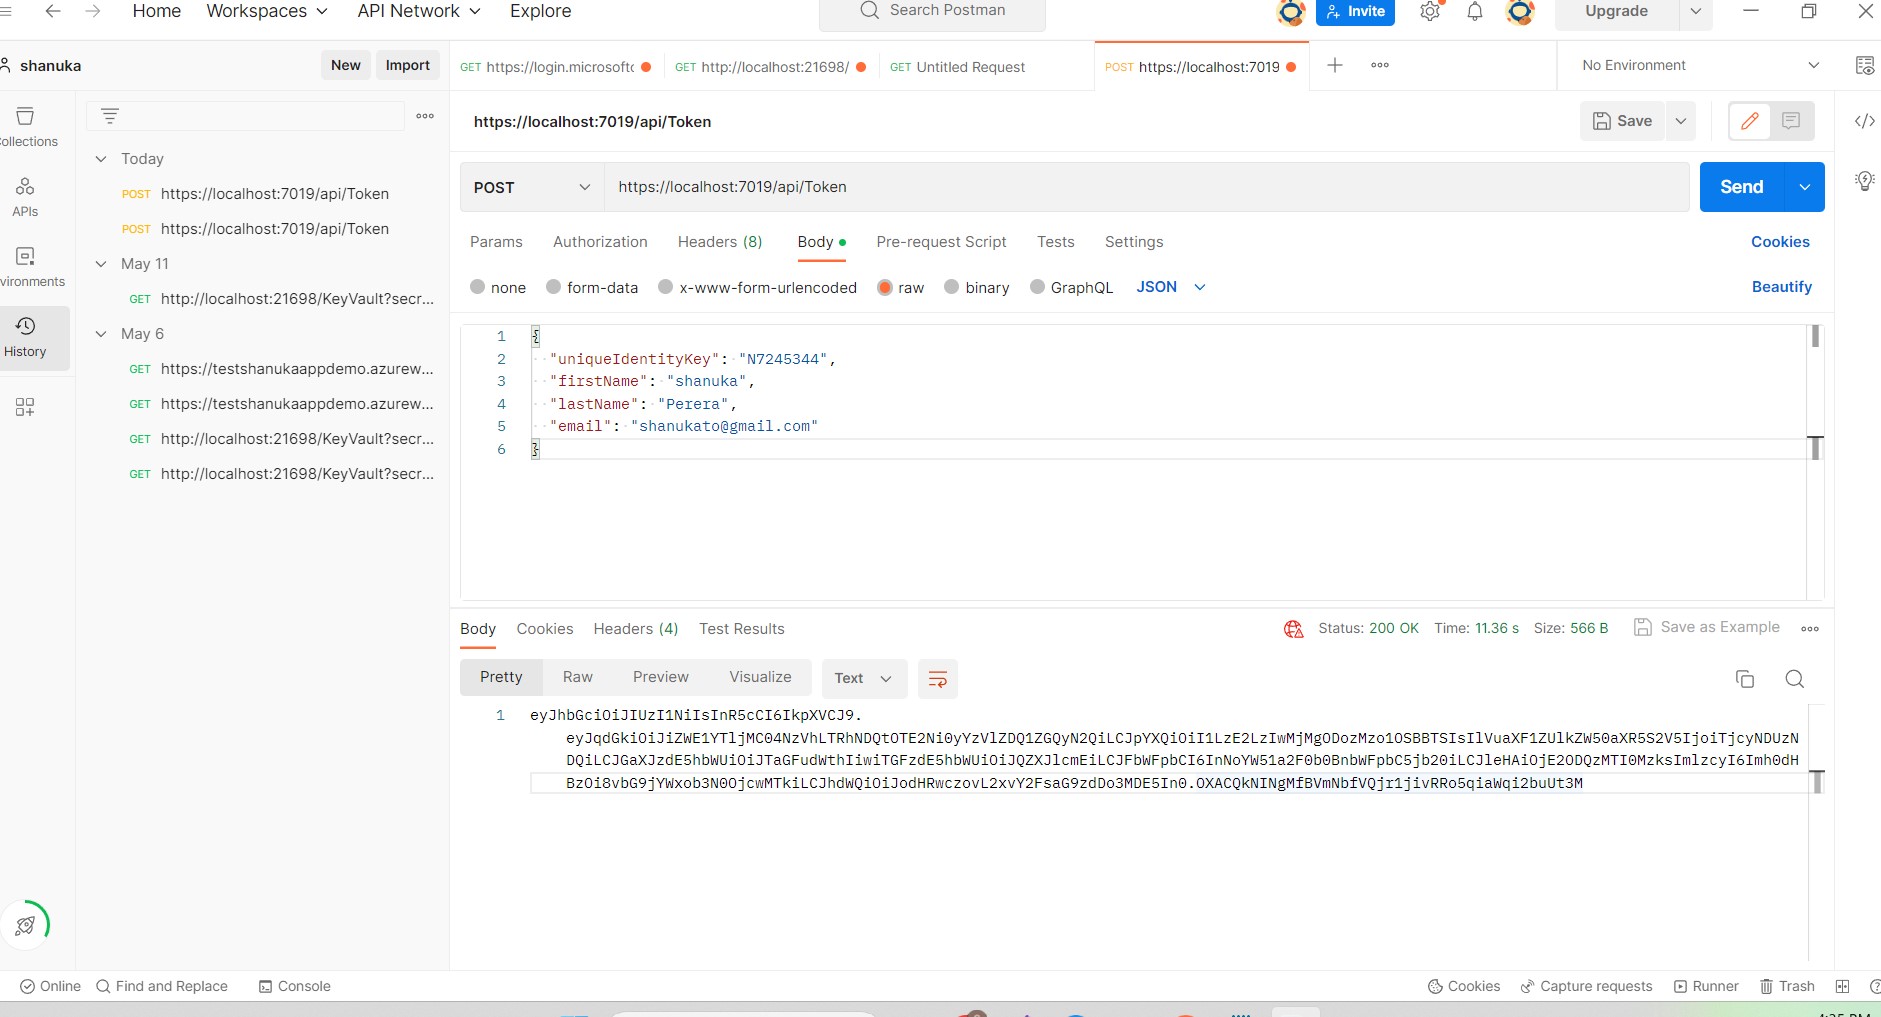 Home Workspaces API Network Explore Search Postman Invite Upgrade
shanuka New Import GET https://login.microsoft GET http://localhost:21698/ GET Untitled Request POST https://localhost:7019 No Environment
https://localhost:7019/api/Token Save
Collections
APIs
Environments
History
Today
POST https://localhost:7019/api/Token
POST https://localhost:7019/api/Token
May 11
GET http://localhost:21698/KeyVault?secr...
May 6
GET https://testshanukaappdemo.azurew...
GET https://testshanukaappdemo.azurew...
GET http://localhost:21698/KeyVault?secr...
GET http://localhost:21698/KeyVault?secr...
POST https://localhost:7019/api/Token Send
Params Authorization Headers (8) Body Pre-request Script Tests Settings Cookies
none form-data x-www-form-urlencoded raw binary GraphQL JSON Beautify
1 {
2 "uniqueIdentityKey": "N7245344",
3 "firstName": "shanuka",
4 "lastName": "Perera",
5 "email": "shanukato@gmail.com"
6 }
Body Cookies Headers (4) Test Results Status: 200 OK Time: 11.36 s Size: 566 B Save as Example
Pretty Raw Preview Visualize Text
1 eyJhbGciOiJIUzI1NiIsInR5cCI6IkpXVCJ9.
eyJqdGkiOiJiZWE1YTljMC04NzVhLTRhNDQtOTE2Ni0yYzVlZDQ1ZGQyN2QiLCJpYXQiOiI1LzE2LzIwMjMgODozMzo1OSBBTSIsIlVuaXF1ZUlkZW50aXR5S2V5IjoiTjcyNDUzN
DQiLCJGaXJzdE5hbWUiOiJTaGFudWthIiwiTGFzdE5hbWUiOiJQZXJlcmEiLCJFbWFpbCI6InNoYW51a2F0b0BnbWFpbC5jb20iLCJleHAiOjE2ODQzMTI0MzksImlzcyI6Imh0dH
BzOi8vbG9jYWxob3N0OjcwMTkiLCJhdWQiOiJodHRwczovL2xvY2FsaG9zdDo3MDE5In0.OXACQkNINgMfBVmNbfVQjr1jivRRo5qiaWqi2buUt3M
Online Find and Replace Console Cookies Capture requests Runner Trash